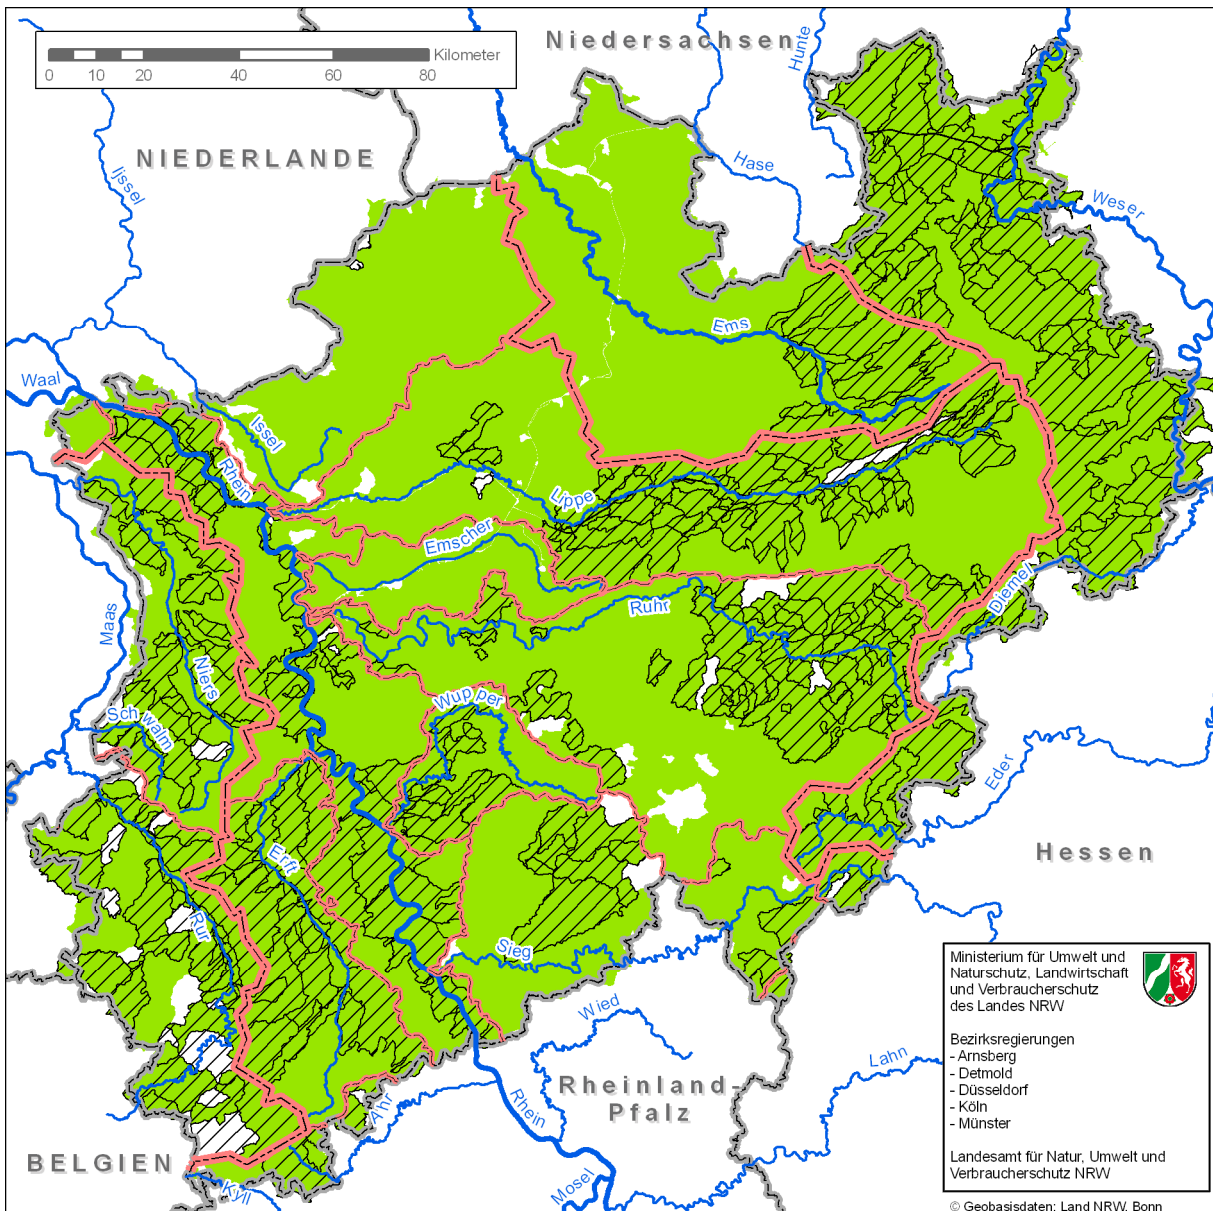 Niedersachsen
Kilometer
0 10 20 40 60 80
Hunte
NIEDERLANDE
Ijssel
Hase
Weser
Ems
Waal
Issel
Rhein
Lippe
Emscher
Diemel
Maas
Ruhr
Niers
Wupper
Schwalm
Eder
Erft
Hessen
Rur
Sieg
Wied
Lahn
Rheinland-
Pfalz
Rhein
Ahr
BELGIEN
Kyll
Mosel
Ministerium für Umwelt und
Naturschutz, Landwirtschaft
und Verbraucherschutz
des Landes NRW
Bezirksregierungen
- Arnsberg
- Detmold
- Düsseldorf
- Köln
- Münster
Landesamt für Natur, Umwelt und
Verbraucherschutz NRW
© Geobasisdaten: Land NRW, Bonn